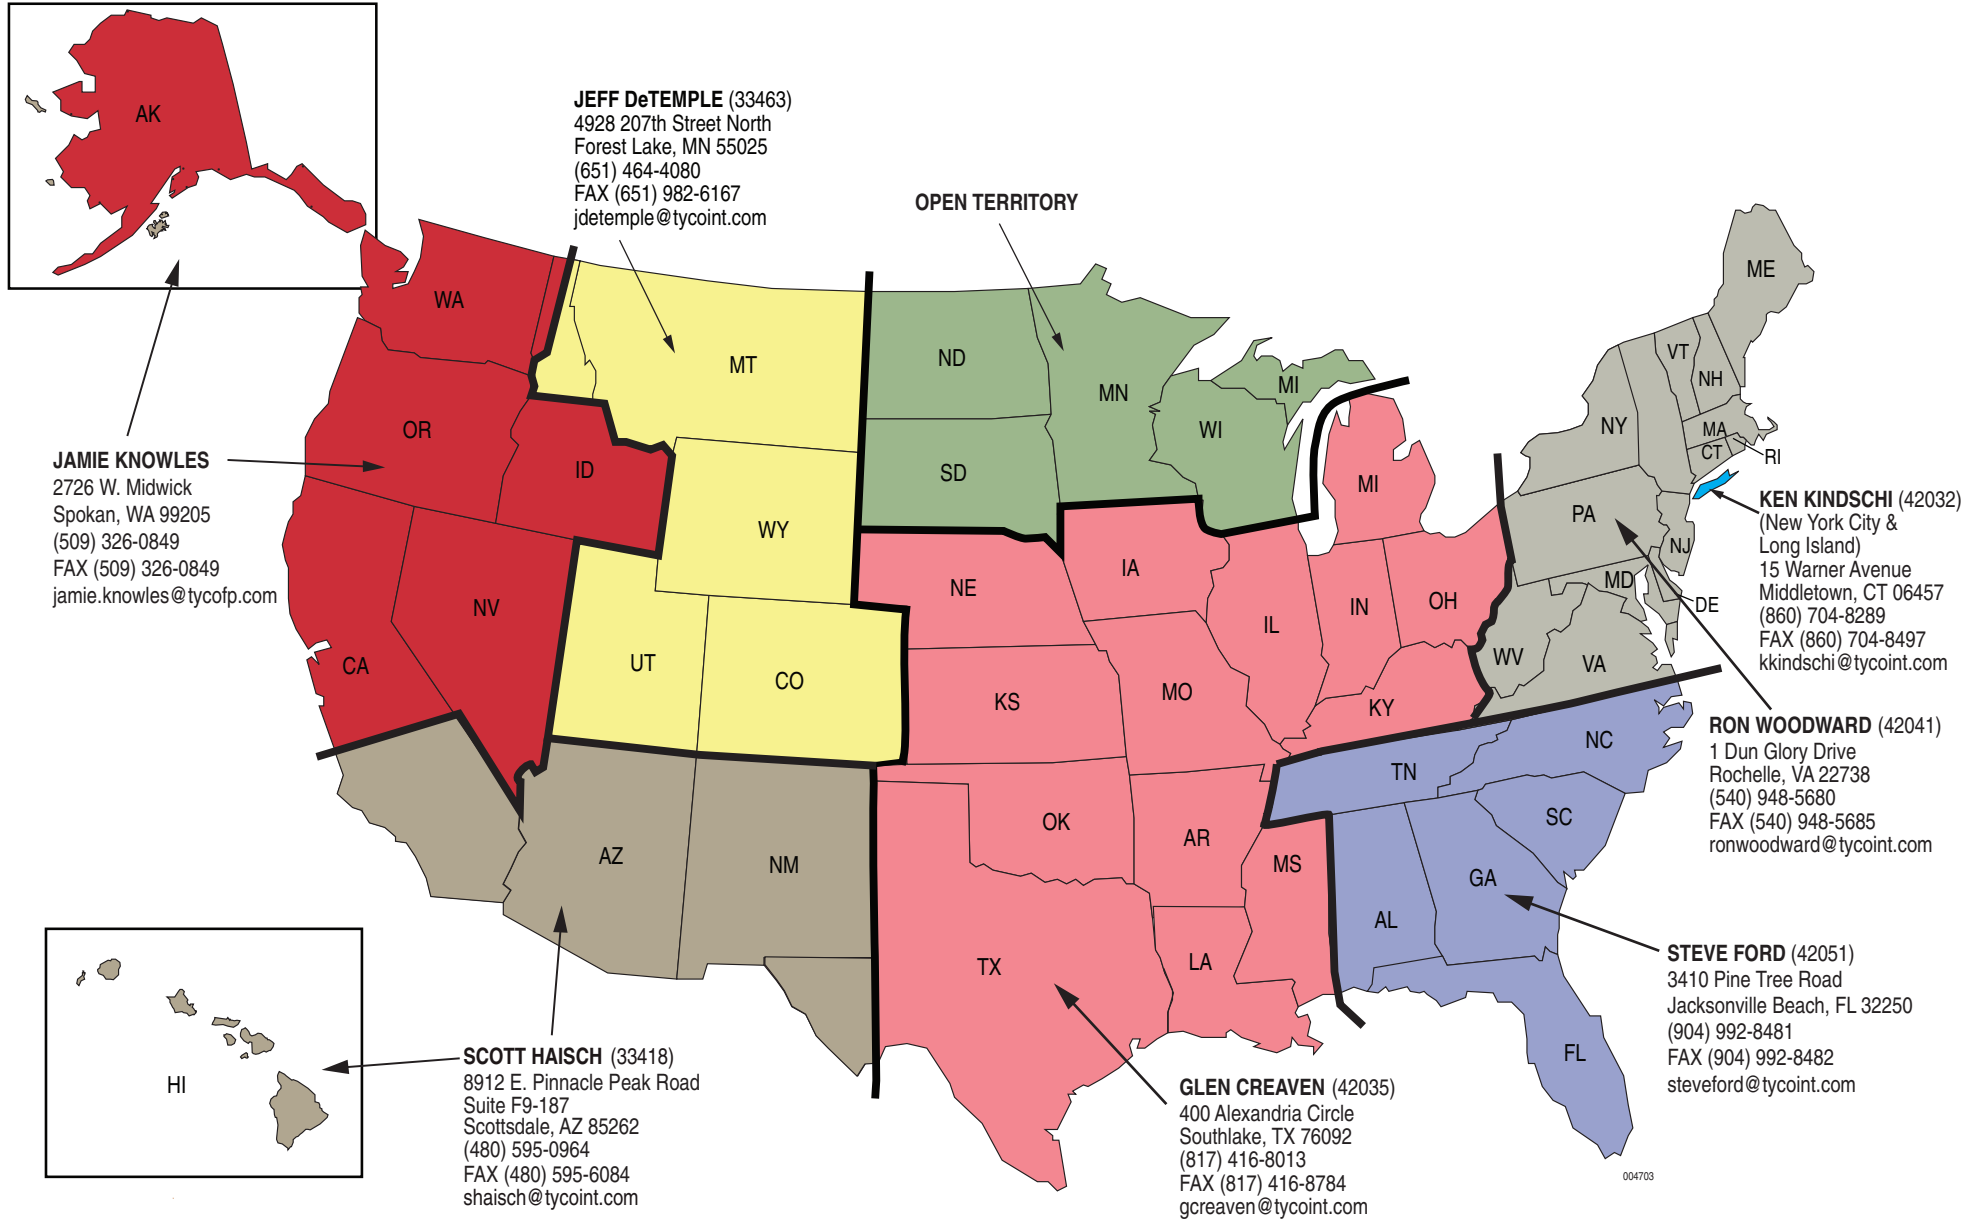 AK
JEFF DeTEMPLE (33463)
4928 207th Street North
Forest Lake, MN 55025
(651) 464-4080
FAX (651) 982-6167
jdetemple@tycoint.com
OPEN TERRITORY
WA
OR
ID
NV
CA
MT
WY
UT
CO
ND
SD
MN
WI
MI
MI
NE
KS
IA
MO
IL
IN
OH
KY
OK
AR
TX
LA
MS
AZ
NM
TN
NC
SC
GA
AL
FL
ME
VT
NH
NY
MA
CT
RI
PA
NJ
MD
DE
WV
VA
HI
JAMIE KNOWLES
2726 W. Midwick
Spokan, WA 99205
(509) 326-0849
FAX (509) 326-0849
jamie.knowles@tycofp.com
KEN KINDSCHI (42032)
(New York City &
Long Island)
15 Warner Avenue
Middletown, CT 06457
(860) 704-8289
FAX (860) 704-8497
kkindschi@tycoint.com
RON WOODWARD (42041)
1 Dun Glory Drive
Rochelle, VA 22738
(540) 948-5680
FAX (540) 948-5685
ronwoodward@tycoint.com
STEVE FORD (42051)
3410 Pine Tree Road
Jacksonville Beach, FL 32250
(904) 992-8481
FAX (904) 992-8482
steveford@tycoint.com
SCOTT HAISCH (33418)
8912 E. Pinnacle Peak Road
Suite F9-187
Scottsdale, AZ 85262
(480) 595-0964
FAX (480) 595-6084
shaisch@tycoint.com
GLEN CREAVEN (42035)
400 Alexandria Circle
Southlake, TX 76092
(817) 416-8013
FAX (817) 416-8784
gcreaven@tycoint.com
004703